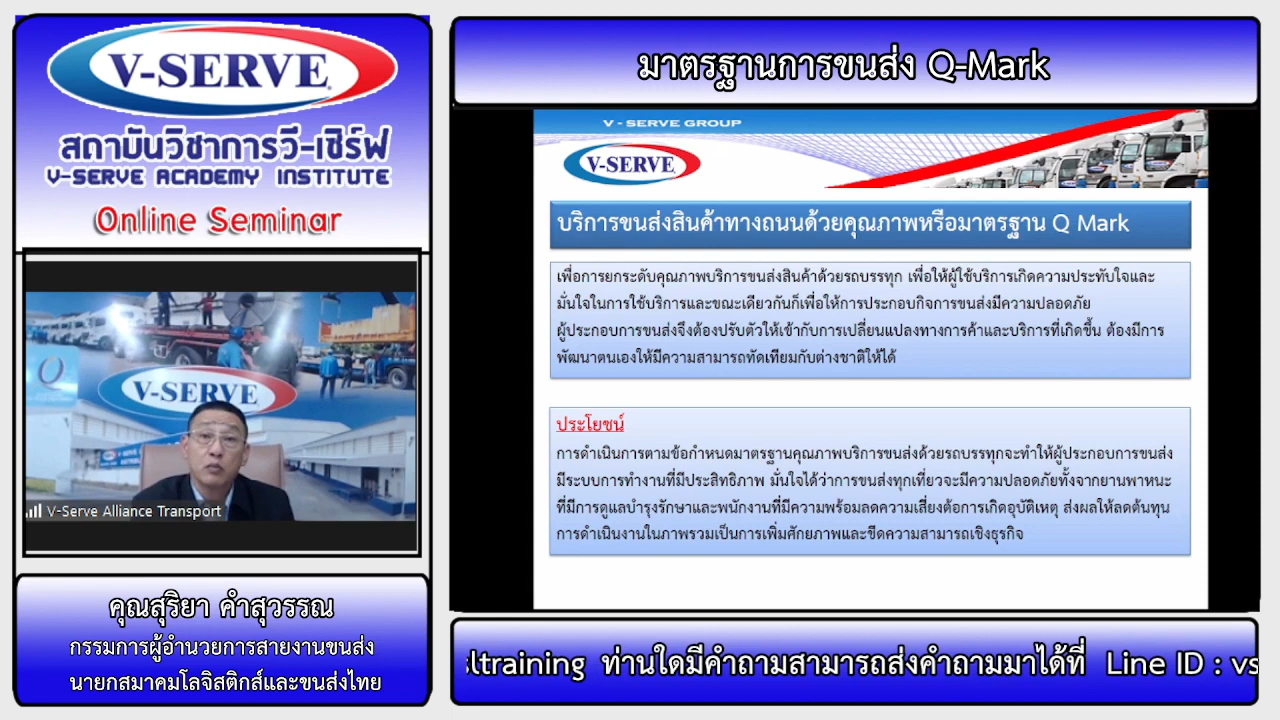 V-SERVE
สถาบันวิชาการวี-เซิร์ฟ
V-SERVE ACADEMY INSTITUTE
Online Seminar
V-SERVE
V-Serve Alliance Transport
คุณสุริยา คำสุวรรณ
กรรมการผู้อำนวยการสายงานขนส่ง
นายกสมาคมโลจิสติกส์และขนส่งไทย
มาตรฐานการขนส่ง Q-Mark
V - SERVE GROUP
V-SERVE
บริการขนส่งสินค้าทางถนนด้วยคุณภาพหรือมาตรฐาน Q Mark
เพื่อการยกระดับคุณภาพบริการขนส่งสินค้าด้วยรถบรรทุก เพื่อให้ผู้ใช้บริการเกิดความประทับใจและ
มั่นใจในการใช้บริการและขณะเดียวกันก็เพื่อให้การประกอบกิจการขนส่งมีความปลอดภัย
ผู้ประกอบการขนส่งจึงต้องปรับตัวให้เข้ากับการเปลี่ยนแปลงทางการค้าและบริการที่เกิดขึ้น ต้องมีการ
พัฒนาตนเองให้มีความสามารถทัดเทียมกับต่างชาติให้ได้
ประโยชน์
การดำเนินการตามข้อกำหนดมาตรฐานคุณภาพบริการขนส่งด้วยรถบรรทุกจะทำให้ผู้ประกอบการขนส่ง
มีระบบการทำงานที่มีประสิทธิภาพ มั่นใจได้ว่าการขนส่งทุกเที่ยวจะมีความปลอดภัยทั้งจากยานพาหนะ
ที่มีการดูแลบำรุงรักษาและพนักงานที่มีความพร้อมลดความเสี่ยงต่อการเกิดอุบัติเหตุ ส่งผลให้ลดต้นทุน
การดำเนินงานในภาพรวมเป็นการเพิ่มศักยภาพและขีดความสามารถเชิงธุรกิจ
ltraining ท่านใดมีคำถามสามารถส่งคำถามมาได้ที่ Line ID : vs